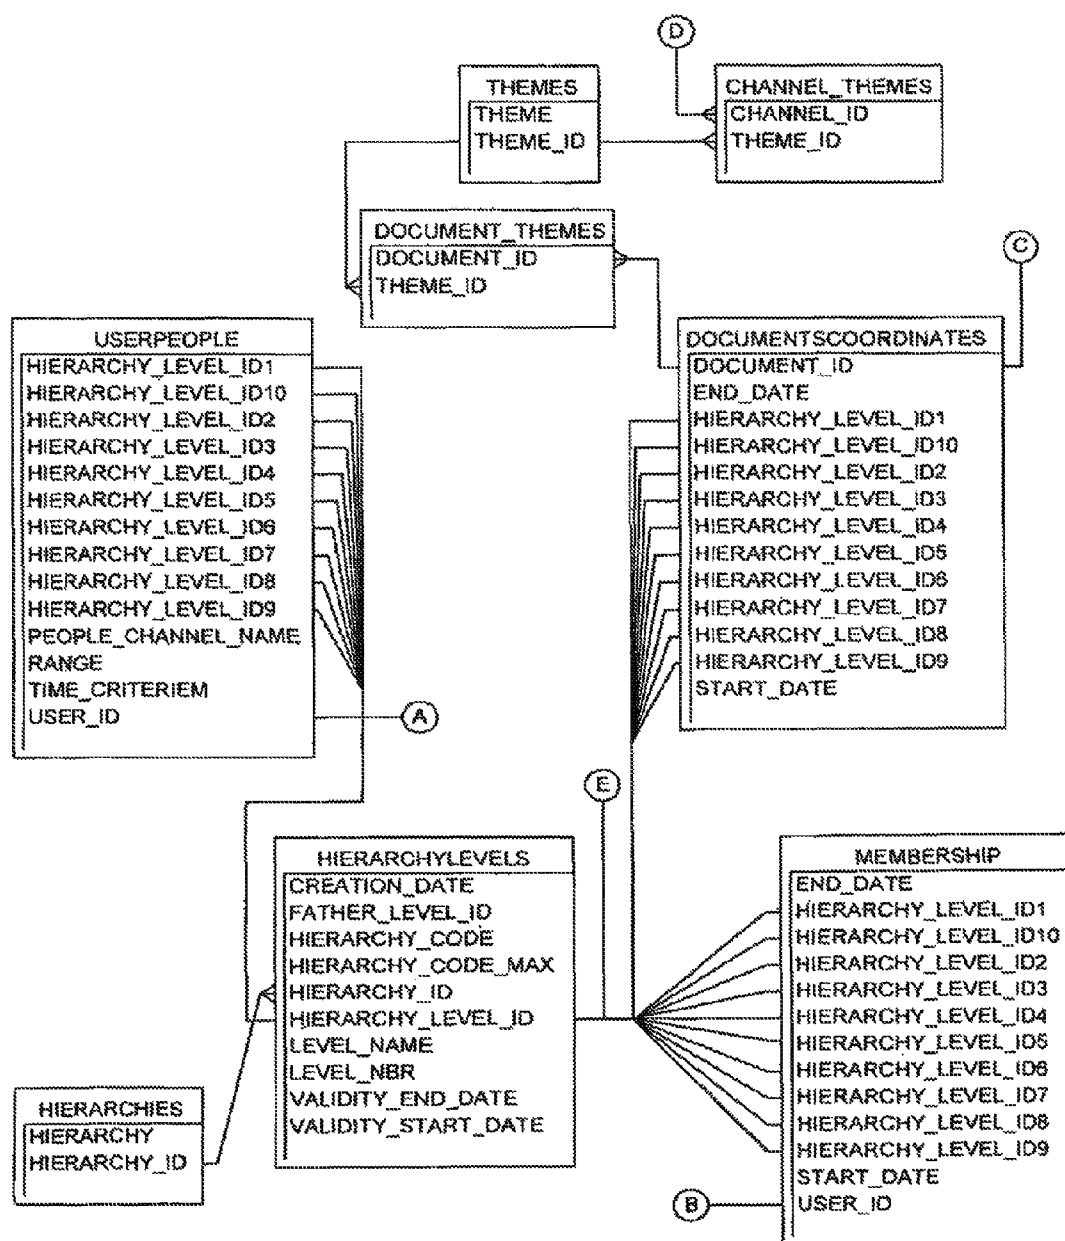 D
THEMES
THEME
THEME_ID
CHANNEL_THEMES
CHANNEL_ID
THEME_ID
DOCUMENT_THEMES
DOCUMENT_ID
THEME_ID
C
USERPEOPLE
HIERARCHY_LEVEL_ID1
HIERARCHY_LEVEL_ID10
HIERARCHY_LEVEL_ID2
HIERARCHY_LEVEL_ID3
HIERARCHY_LEVEL_ID4
HIERARCHY_LEVEL_ID5
HIERARCHY_LEVEL_ID6
HIERARCHY_LEVEL_ID7
HIERARCHY_LEVEL_ID8
HIERARCHY_LEVEL_ID9
PEOPLE_CHANNEL_NAME
RANGE
TIME_CRITERIEM
USER_ID
A
DOCUMENTSCOORDINATES
DOCUMENT_ID
END_DATE
HIERARCHY_LEVEL_ID1
HIERARCHY_LEVEL_ID10
HIERARCHY_LEVEL_ID2
HIERARCHY_LEVEL_ID3
HIERARCHY_LEVEL_ID4
HIERARCHY_LEVEL_ID5
HIERARCHY_LEVEL_ID6
HIERARCHY_LEVEL_ID7
HIERARCHY_LEVEL_ID8
HIERARCHY_LEVEL_ID9
START_DATE
E
HIERARCHYLEVELS
CREATION_DATE
FATHER_LEVEL_ID
HIERARCHY_CODE
HIERARCHY_CODE_MAX
HIERARCHY_ID
HIERARCHY_LEVEL_ID
LEVEL_NAME
LEVEL_NBR
VALIDITY_END_DATE
VALIDITY_START_DATE
MEMBERSHIP
END_DATE
HIERARCHY_LEVEL_ID1
HIERARCHY_LEVEL_ID10
HIERARCHY_LEVEL_ID2
HIERARCHY_LEVEL_ID3
HIERARCHY_LEVEL_ID4
HIERARCHY_LEVEL_ID5
HIERARCHY_LEVEL_ID6
HIERARCHY_LEVEL_ID7
HIERARCHY_LEVEL_ID8
HIERARCHY_LEVEL_ID9
START_DATE
USER_ID
B
HIERARCHIES
HIERARCHY
HIERARCHY_ID